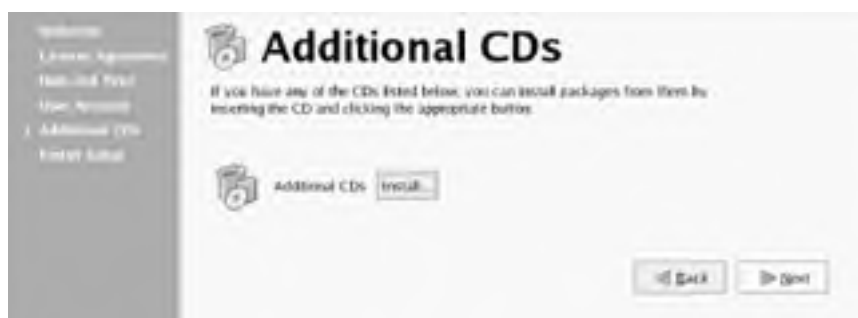 Welcome
License Agreement
Date and Time
User Account
Additional CDs
Finish Setup
Additional CDs
If you have any of the CDs listed below, you can install packages from them by
inserting the CD and clicking the appropriate button.
Additional CDs Install...
Back Next